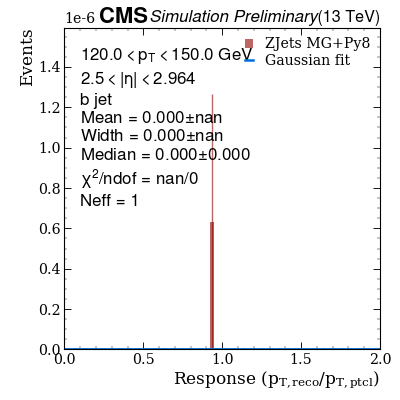 1e-6 CMS Simulation Preliminary (13 TeV)
Events
120.0 < p_T < 150.0 GeV
2.5 < |η| < 2.964
b jet
Mean = 0.000±nan
Width = 0.000±nan
Median = 0.000±0.000
χ²/ndof = nan/0
Neff = 1
ZJets MG+Py8
Gaussian fit
1.4
1.2
1.0
0.8
0.6
0.4
0.2
0.0
0.0 0.5 1.0 1.5 2.0
Response (p_T,reco/p_T,ptcl)